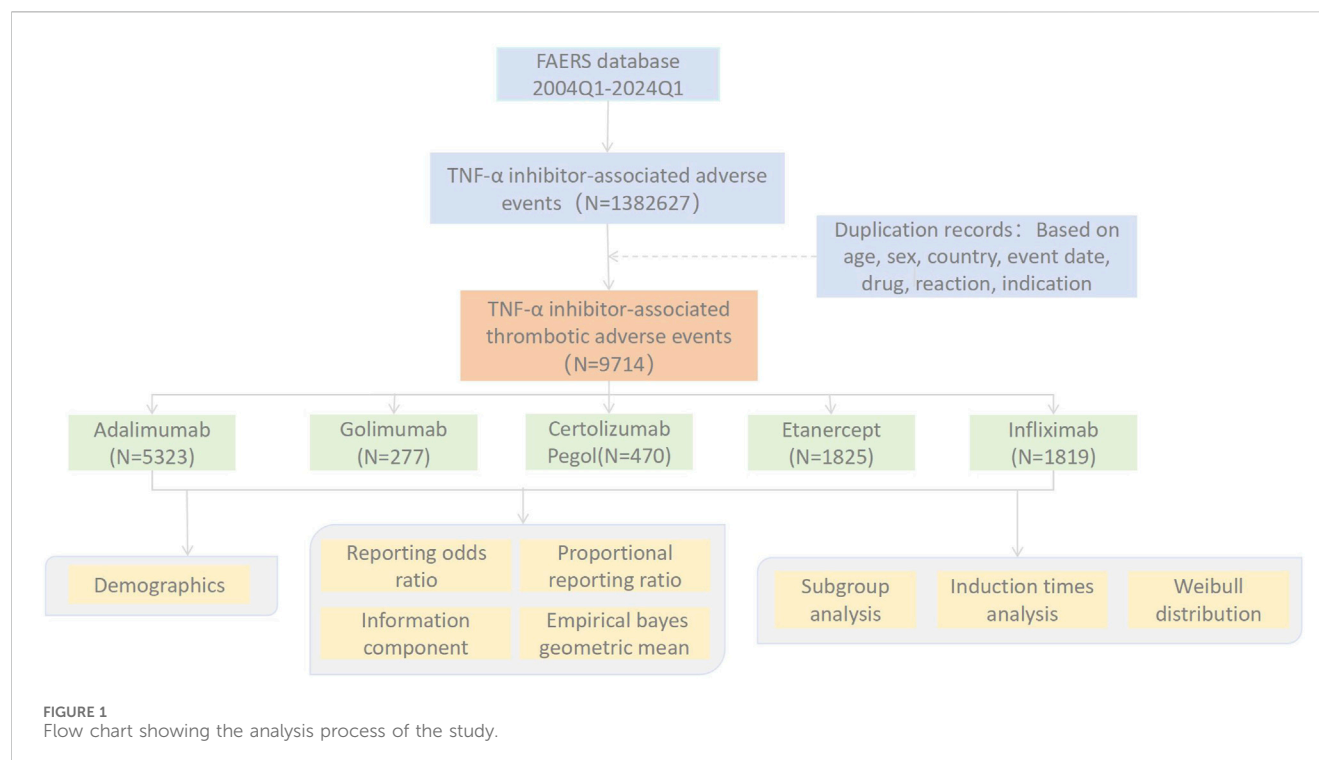 FAERS database
2004Q1-2024Q1
TNF-α inhibitor-associated adverse
events（N=1382627）
Duplication records： Based on
age, sex, country, event date,
drug, reaction, indication
TNF-α inhibitor-associated
thrombotic adverse events
（N=9714）
Adalimumab
(N=5323)
Golimumab
(N=277)
Certolizumab
Pegol(N=470)
Etanercept
(N=1825)
Infliximab
(N=1819)
Demographics
Reporting odds
ratio
Proportional
reporting ratio
Information
component
Empirical bayes
geometric mean
Subgroup
analysis
Induction times
analysis
Weibull
distribution
FIGURE 1
Flow chart showing the analysis process of the study.